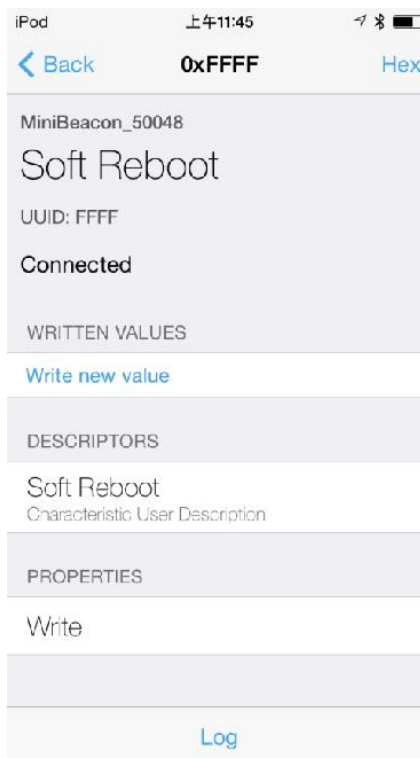 iPod 上午11:45
Back 0xFFFF Hex
MiniBeacon_50048
Soft Reboot
UUID: FFFF
Connected
WRITTEN VALUES
Write new value
DESCRIPTORS
Soft Reboot
Characteristic User Description
PROPERTIES
Write
Log